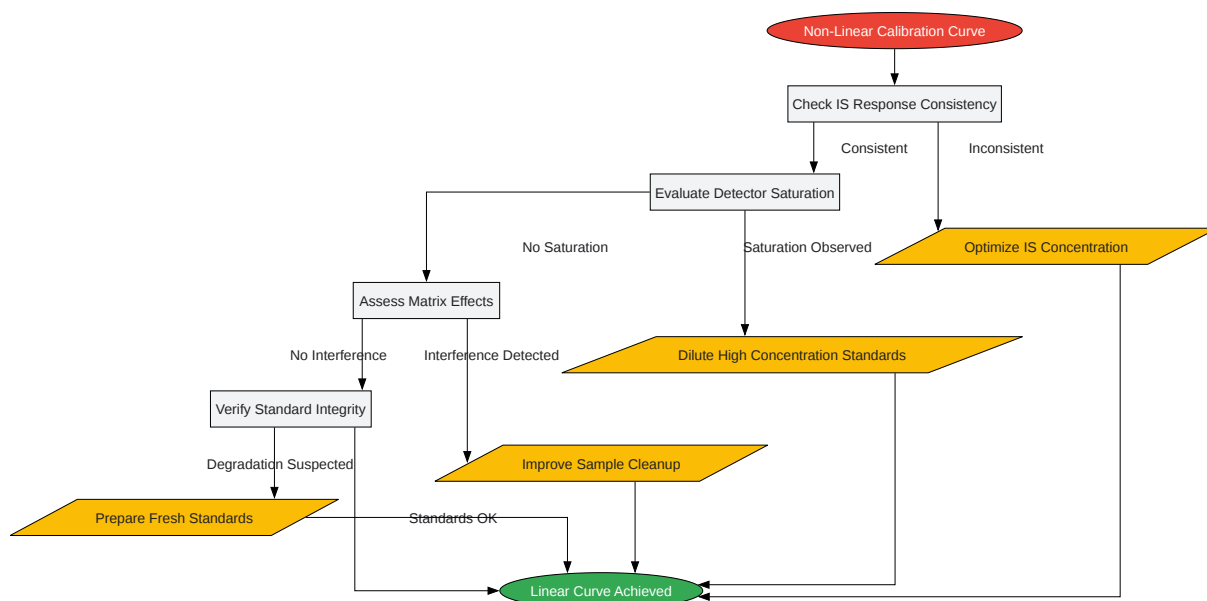 Non-Linear Calibration Curve
Check IS Response Consistency
Consistent
Inconsistent
Evaluate Detector Saturation
No Saturation
Saturation Observed
Optimize IS Concentration
Assess Matrix Effects
No Interference
Interference Detected
Dilute High Concentration Standards
Verify Standard Integrity
Degradation Suspected
Improve Sample Cleanup
Prepare Fresh Standards
Standards OK
Linear Curve Achieved